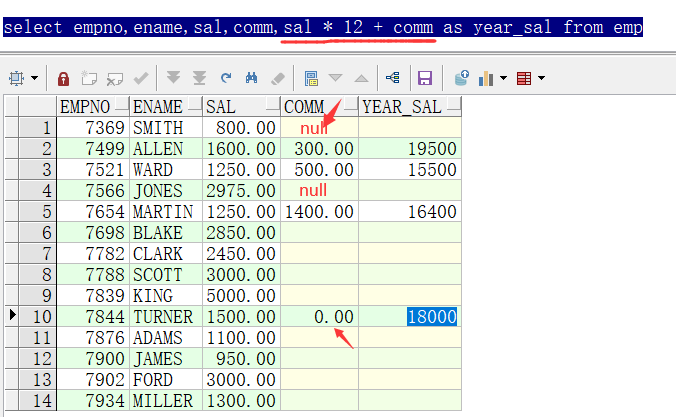 select empno,ename,sal,comm,sal * 12 + comm as year_sal from emp
EMPNO ENAME SAL COMM YEAR_SAL
1 7369 SMITH 800.00 null
2 7499 ALLEN 1600.00 300.00 19500
3 7521 WARD 1250.00 500.00 15500
4 7566 JONES 2975.00 null
5 7654 MARTIN 1250.00 1400.00 16400
6 7698 BLAKE 2850.00
7 7782 CLARK 2450.00
8 7788 SCOTT 3000.00
9 7839 KING 5000.00
10 7844 TURNER 1500.00 0.00 18000
11 7876 ADAMS 1100.00
12 7900 JAMES 950.00
13 7902 FORD 3000.00
14 7934 MILLER 1300.00